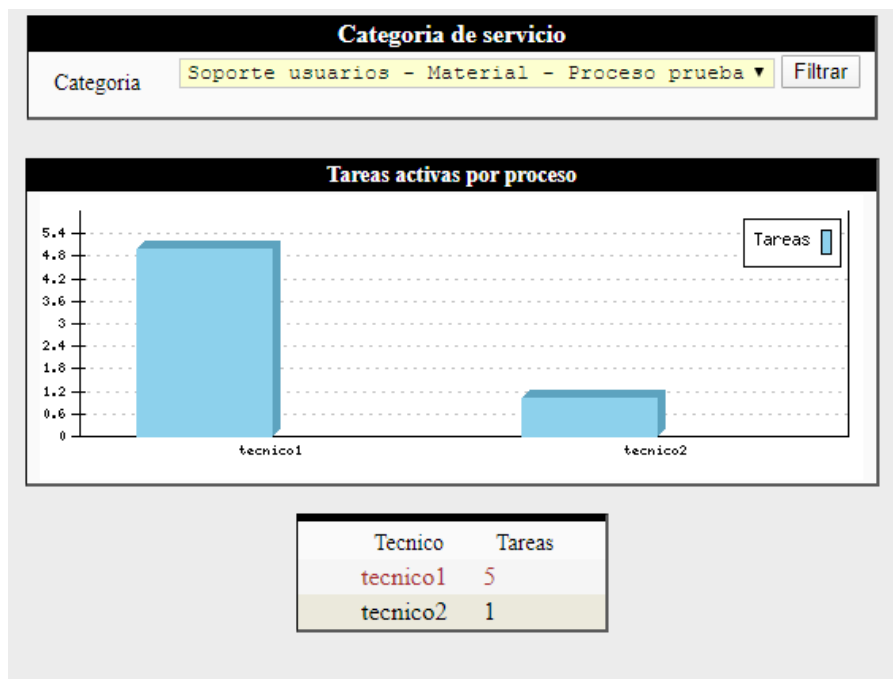 Categoria de servicio
Categoria Soporte usuarios - Material - Proceso prueba Filtrar
Tareas activas por proceso
Tareas
5.4
4.8
4.2
3.6
3
2.4
1.8
1.2
0.6
0
tecnico1 tecnico2
Tecnico Tareas
tecnico1 5
tecnico2 1